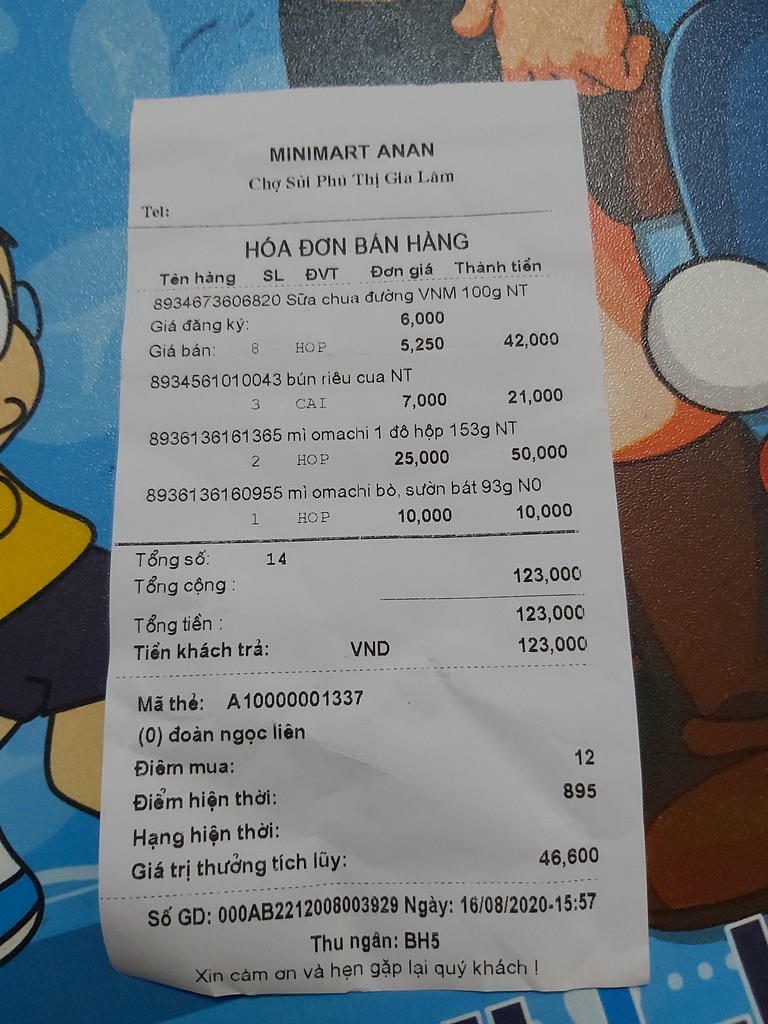 MINIMART ANAN
Chợ Sủi Phú Thị Gia Lâm
Tel:
HÓA ĐƠN BÁN HÀNG
Tên hàng SL ĐVT Đơn giá Thành tiền
8934673606820 Sữa chua đường VNM 100g NT
Giá đăng ký: 6,000
Giá bán: 8 HOP 5,250 42,000
8934561010043 bún riêu cua NT
3 CAI 7,000 21,000
8936136161365 mì omachi 1 đô hộp 153g NT
2 HOP 25,000 50,000
8936136160955 mì omachi bò, sườn bát 93g N0
1 HOP 10,000 10,000
Tổng số: 14
Tổng cộng : 123,000
Tổng tiền : 123,000
Tiền khách trả: VND 123,000
Mã thẻ: A10000001337
(0) đoàn ngọc liên
Điểm mua: 12
Điểm hiện thời: 895
Hạng hiện thời:
Giá trị thưởng tích lũy: 46,600
Số GD: 000AB2212008003929 Ngày: 16/08/2020-15:57
Thu ngân: BH5
Xin cám ơn và hẹn gặp lại quý khách !